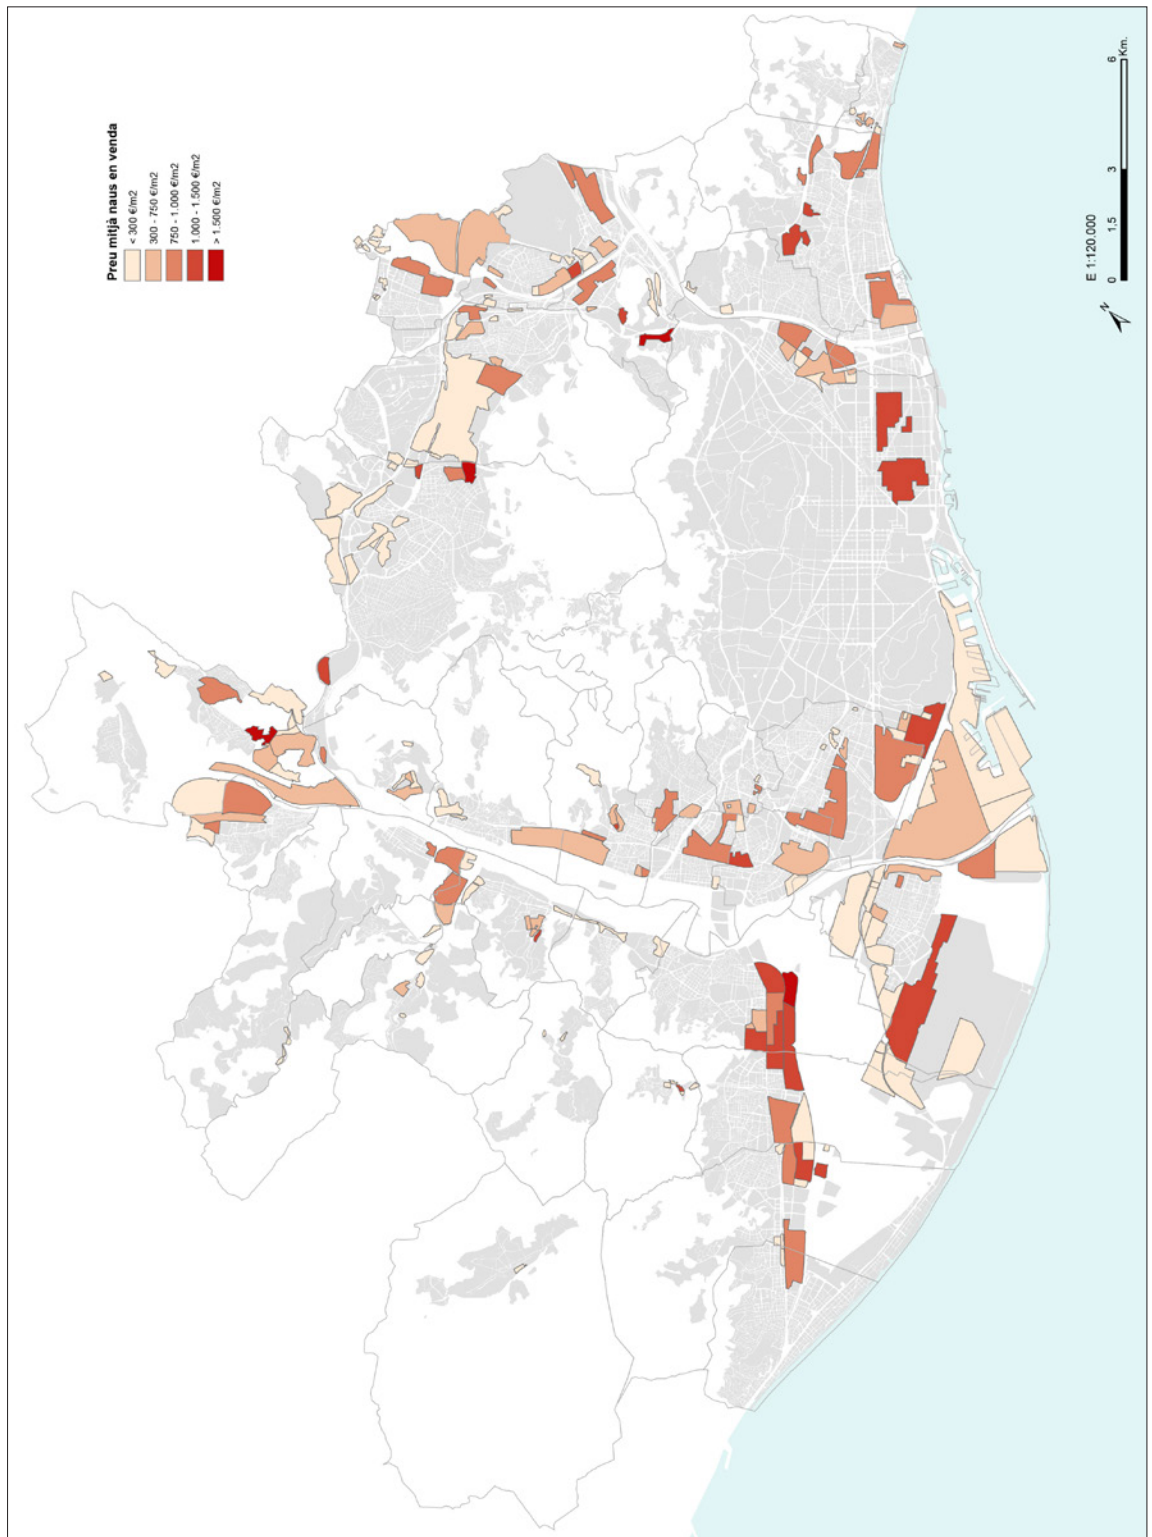 Preu mitjà naus en venda
< 300 €/m2
300 - 750 €/m2
750 - 1.000 €/m2
1.000 - 1.500 €/m2
> 1.500 €/m2
N
E 1:120.000
0 1,5 3 6
Km.